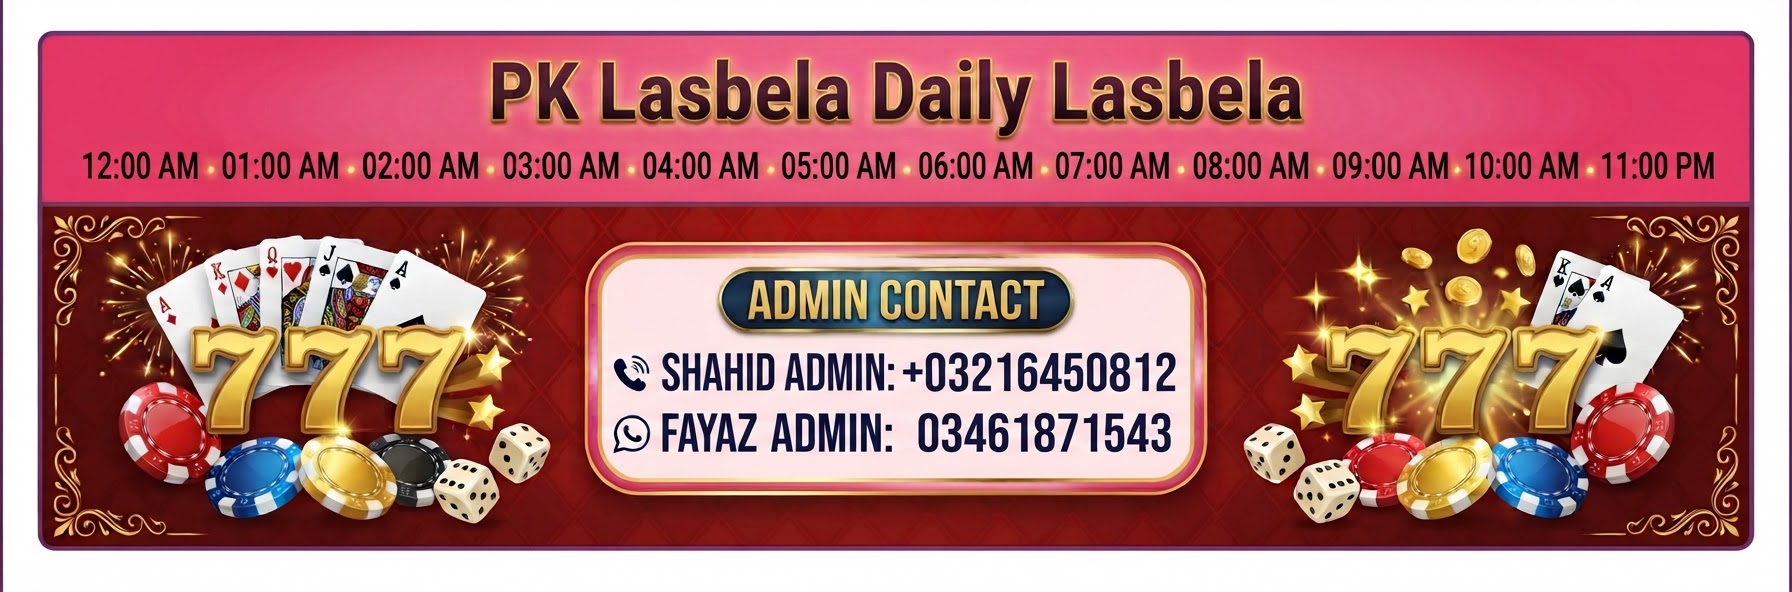 PK Lasbela Daily Lasbela
12:00 AM • 01:00 AM • 02:00 AM • 03:00 AM • 04:00 AM • 05:00 AM • 06:00 AM • 07:00 AM • 08:00 AM • 09:00 AM • 10:00 AM • 11:00 PM
A K Q J A
777
K A
777
ADMIN CONTACT
SHAHID ADMIN: +03216450812
FAYAZ ADMIN: 03461871543